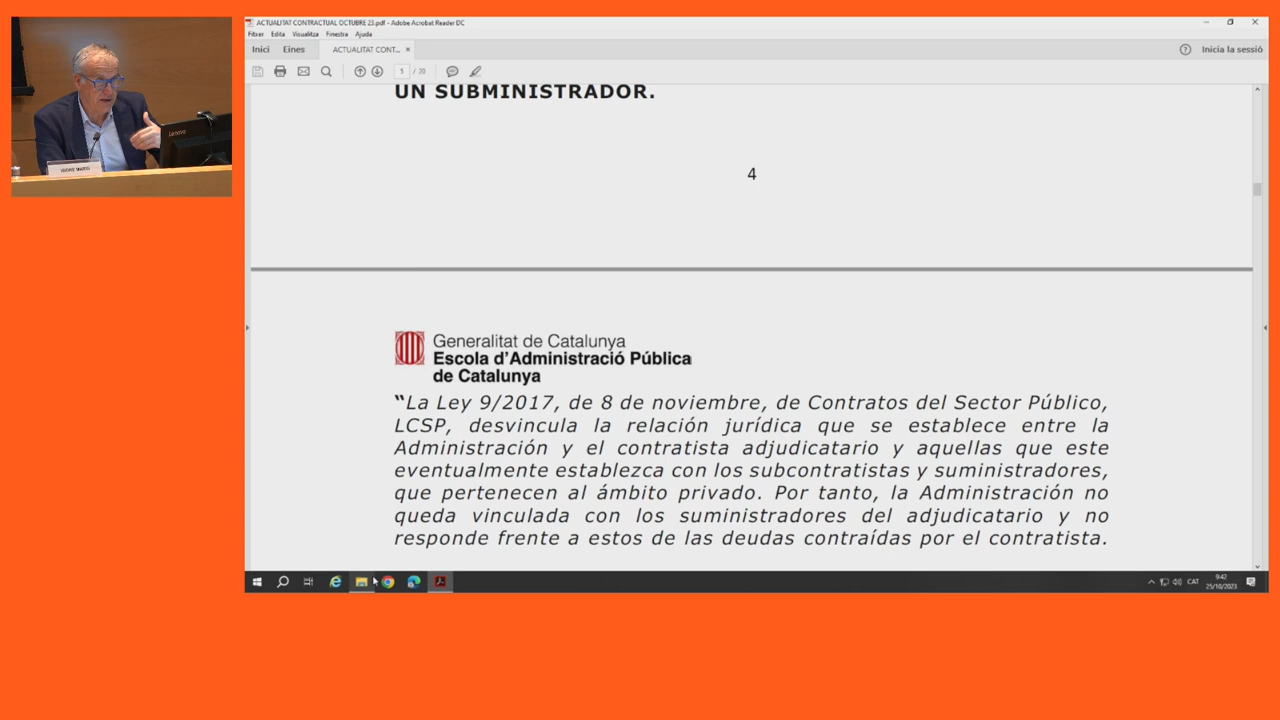 ACTUALITAT CONTRACTUAL OCTUBRE 23.pdf - Adobe Acrobat Reader DC
Fitxer Edita Visualitza Finestra Ajuda
Inici Eines ACTUALITAT CONT... × Inicia la sessió
5 / 20
UN SUBMINISTRADOR.
4
Generalitat de Catalunya
Escola d'Administració Pública
de Catalunya
"La Ley 9/2017, de 8 de noviembre, de Contratos del Sector Público,
LCSP, desvincula la relación jurídica que se establece entre la
Administración y el contratista adjudicatario y aquellas que este
eventualmente establezca con los subcontratistas y suministradores,
que pertenecen al ámbito privado. Por tanto, la Administración no
queda vinculada con los suministradores del adjudicatario y no
responde frente a estos de las deudas contraídas por el contratista.
CAT
9:42
25/10/2023
Lenovo